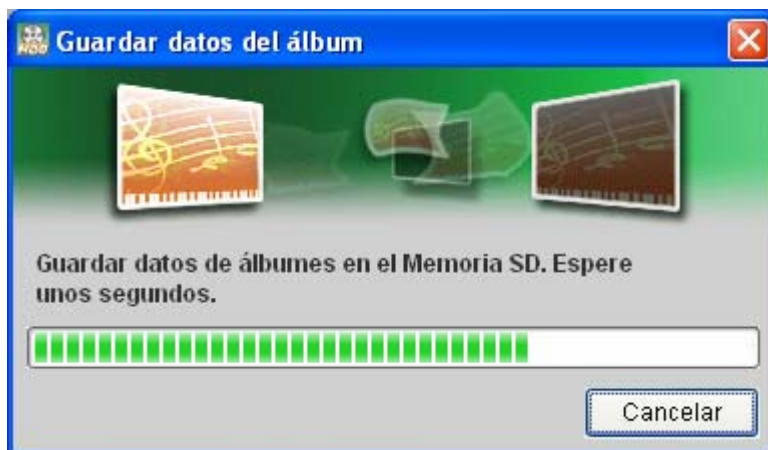 Guardar datos del álbum
Guardar datos de álbumes en el Memoria SD. Espere
unos segundos.
Cancelar